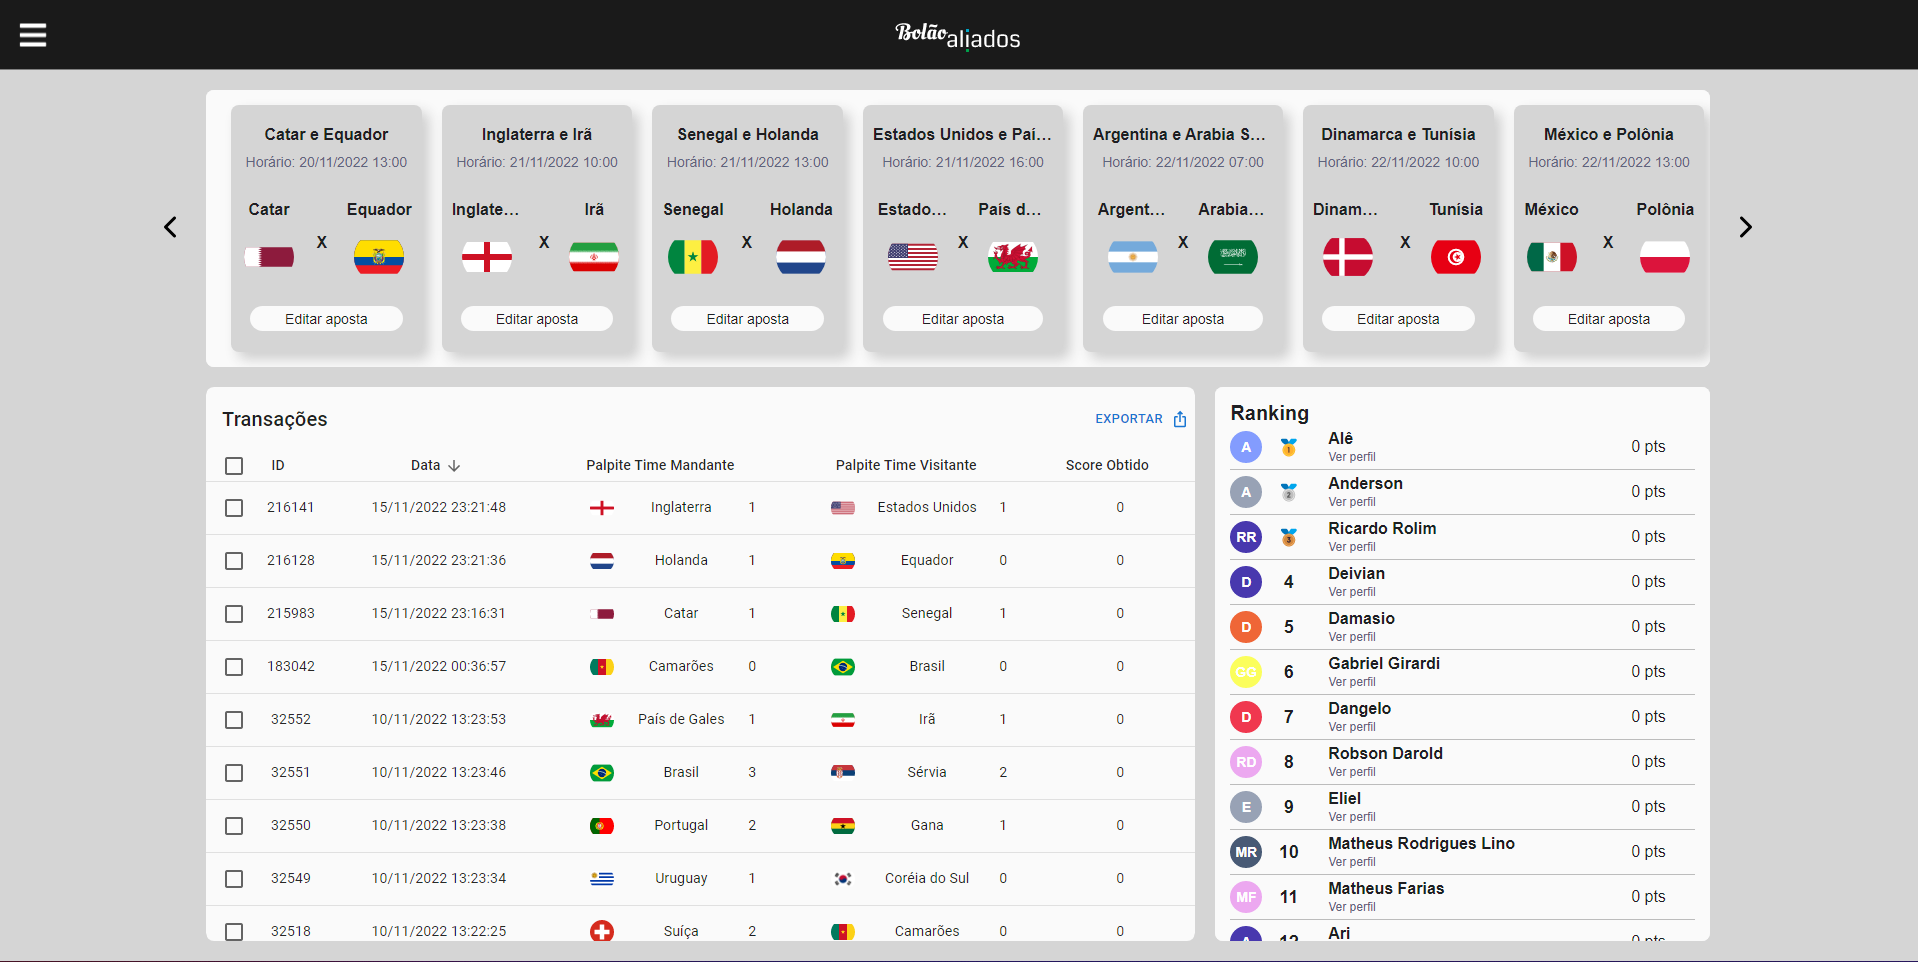 Bolão aliados
Catar e Equador
Horário: 20/11/2022 13:00
Catar X Equador
Editar aposta
Inglaterra e Irã
Horário: 21/11/2022 10:00
Inglate... X Irã
Editar aposta
Senegal e Holanda
Horário: 21/11/2022 13:00
Senegal X Holanda
Editar aposta
Estados Unidos e Paí...
Horário: 21/11/2022 16:00
Estado... X País d...
Editar aposta
Argentina e Arabia S...
Horário: 22/11/2022 07:00
Argent... X Arabia...
Editar aposta
Dinamarca e Tunísia
Horário: 22/11/2022 10:00
Dinam... X Tunísia
Editar aposta
México e Polônia
Horário: 22/11/2022 13:00
México X Polônia
Editar aposta
Transações
EXPORTAR
ID Data Palpite Time Mandante Palpite Time Visitante Score Obtido
216141 15/11/2022 23:21:48 Inglaterra 1 Estados Unidos 1 0
216128 15/11/2022 23:21:36 Holanda 1 Equador 0 0
215983 15/11/2022 23:16:31 Catar 1 Senegal 1 0
183042 15/11/2022 00:36:57 Camarões 0 Brasil 0 0
32552 10/11/2022 13:23:53 País de Gales 1 Irã 1 0
32551 10/11/2022 13:23:46 Brasil 3 Sérvia 2 0
32550 10/11/2022 13:23:38 Portugal 2 Gana 1 0
32549 10/11/2022 13:23:34 Uruguay 1 Coréia do Sul 0 0
32518 10/11/2022 13:22:25 Suíça 2 Camarões 0 0
Ranking
A 1 Alê 0 pts
Ver perfil
A 2 Anderson 0 pts
Ver perfil
RR 3 Ricardo Rolim 0 pts
Ver perfil
D 4 Deivian 0 pts
Ver perfil
D 5 Damasio 0 pts
Ver perfil
GG 6 Gabriel Girardi 0 pts
Ver perfil
D 7 Dangelo 0 pts
Ver perfil
RD 8 Robson Darold 0 pts
Ver perfil
E 9 Eliel 0 pts
Ver perfil
MR 10 Matheus Rodrigues Lino 0 pts
Ver perfil
MF 11 Matheus Farias 0 pts
Ver perfil
A 12 Ari 0 pts